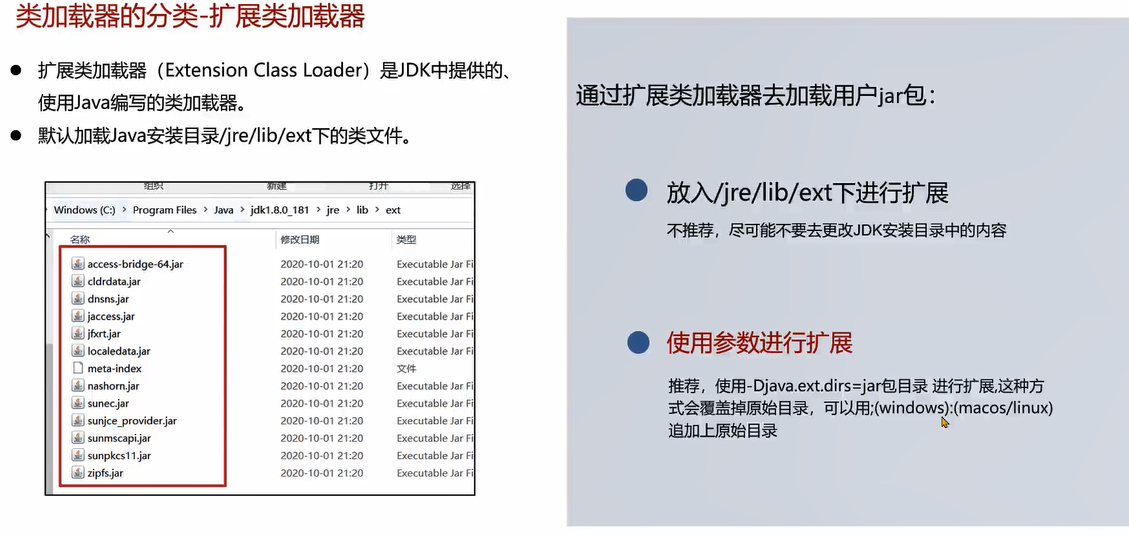 类加载器的分类-扩展类加载器
● 扩展类加载器（Extension Class Loader）是JDK中提供的、
使用Java编写的类加载器。
● 默认加载Java安装目录/jre/lib/ext下的类文件。
组织 新建 打开 选择
Windows (C:) › Program Files › Java › jdk1.8.0_181 › jre › lib › ext
名称 修改日期 类型
access-bridge-64.jar 2020-10-01 21:20 Executable Jar Fi
cldrdata.jar 2020-10-01 21:20 Executable Jar Fi
dnsns.jar 2020-10-01 21:20 Executable Jar Fi
jaccess.jar 2020-10-01 21:20 Executable Jar Fi
jfxrt.jar 2020-10-01 21:20 Executable Jar Fi
localedata.jar 2020-10-01 21:20 Executable Jar Fi
meta-index 2020-10-01 21:20 文件
nashorn.jar 2020-10-01 21:20 Executable Jar Fi
sunec.jar 2020-10-01 21:20 Executable Jar Fi
sunjce_provider.jar 2020-10-01 21:20 Executable Jar Fi
sunmscapi.jar 2020-10-01 21:20 Executable Jar Fi
sunpkcs11.jar 2020-10-01 21:20 Executable Jar Fi
zipfs.jar 2020-10-01 21:20 Executable Jar Fi
通过扩展类加载器去加载用户jar包：
● 放入/jre/lib/ext下进行扩展
不推荐，尽可能不要去更改JDK安装目录中的内容
● 使用参数进行扩展
推荐，使用-Djava.ext.dirs=jar包目录 进行扩展,这种方
式会覆盖掉原始目录，可以用;(windows):(macos/linux)
追加上原始目录